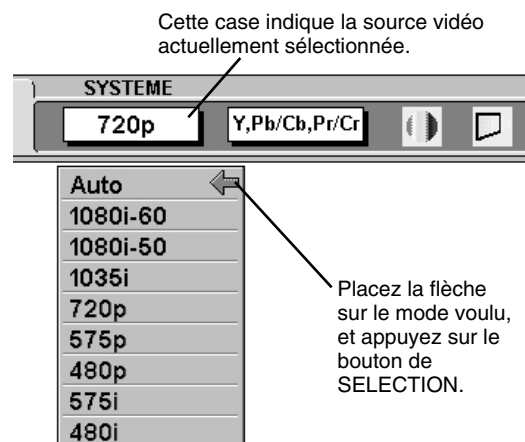 Cette case indique la source vidéo
actuellement sélectionnée.
SYSTEME
720p
Y,Pb/Cb,Pr/Cr
Auto
1080i-60
1080i-50
1035i
720p
575p
480p
575i
480i
Placez la flèche
sur le mode voulu,
et appuyez sur le
bouton de
SELECTION.